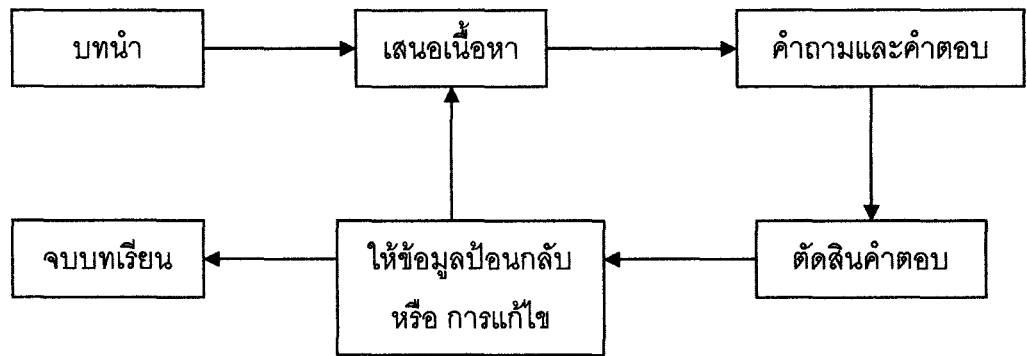 บทนำ
เสนอเนื้อหา
คำถามและคำตอบ
จบบทเรียน
ให้ข้อมูลป้อนกลับ
หรือ การแก้ไข
ตัดสินคำตอบ